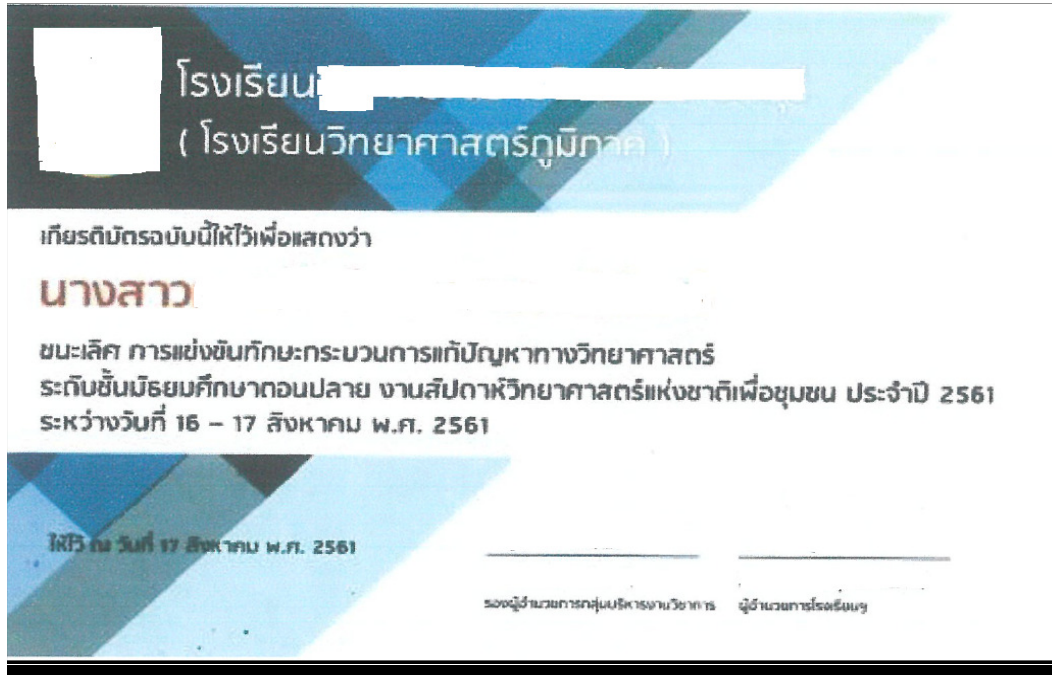 โรงเรียน
( โรงเรียนวิทยาศาสตร์ภูมิภาค )
เกียรติบัตรฉบับนี้ให้ไว้เพื่อแสดงว่า
นางสาว
ชนะเลิศ การแข่งขันทักษะกระบวนการแก้ปัญหาทางวิทยาศาสตร์
ระดับชั้นมัธยมศึกษาตอนปลาย งานสัปดาห์วิทยาศาสตร์แห่งชาติเพื่อชุมชน ประจำปี 2561
ระหว่างวันที่ 16 – 17 สิงหาคม พ.ศ. 2561
ให้ไว้ ณ วันที่ 17 สิงหาคม พ.ศ. 2561
รองผู้อำนวยการกลุ่มบริหารงานวิชาการ ผู้อำนวยการโรงเรียนฯ